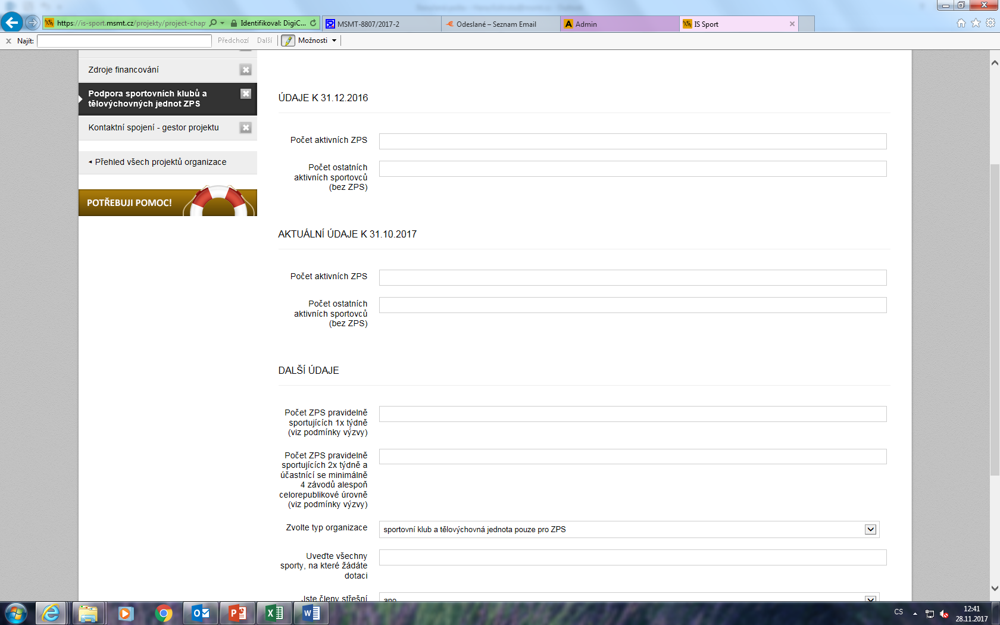 https://is-sport.msmt.cz/projekty/project-chap
Identifikoval: DigiC...
MSMT-8807/2017-2
Odeslané – Seznam Email
Admin
IS Sport
Najít:
Předchozí
Další
Možnosti
Zdroje financování
Podpora sportovních klubů a
tělovýchovných jednot ZPS
Kontaktní spojení - gestor projektu
Přehled všech projektů organizace
POTŘEBUJI POMOC!
ÚDAJE K 31.12.2016
Počet aktivních ZPS
Počet ostatních
aktivních sportovců
(bez ZPS)
AKTUÁLNÍ ÚDAJE K 31.10.2017
Počet aktivních ZPS
Počet ostatních
aktivních sportovců
(bez ZPS)
DALŠÍ ÚDAJE
Počet ZPS pravidelně
sportujících 1x týdně
(viz podmínky výzvy)
Počet ZPS pravidelně
sportujících 2x týdně a
účastnící se minimálně
4 závodů alespoň
celorepublikové úrovně
(viz podmínky výzvy)
Zvolte typ organizace
sportovní klub a tělovýchovná jednota pouze pro ZPS
Uveďte všechny
sporty, na které žádáte
dotaci
Jste členy střešní
ano
CS
12:41
28.11.2017